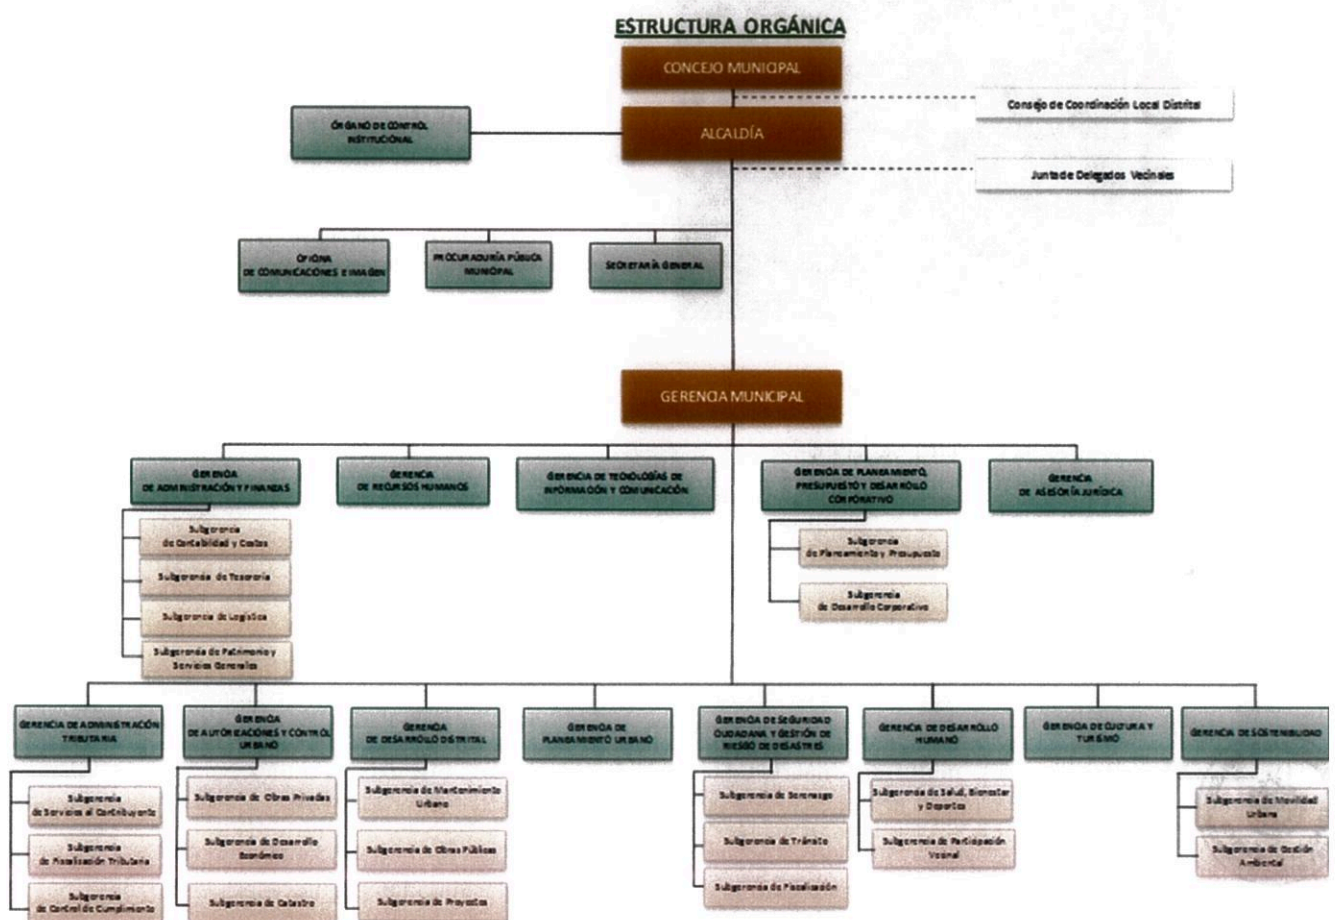 ESTRUCTURA ORGÁNICA
CONCEJO MUNICIPAL
Consejo de Coordinación Local Distrital
ÓRGANO DE CONTROL
INSTITUCIONAL
ALCALDÍA
Junta de Delegados Vecinales
OFICINA
DE COMUNICACIONES E IMAGEN
PROCURADURÍA PÚBLICA
MUNICIPAL
SECRETARÍA GENERAL
GERENCIA MUNICIPAL
GERENCIA
DE ADMINISTRACIÓN Y FINANZAS
GERENCIA
DE RECURSOS HUMANOS
GERENCIA DE TECNOLOGÍAS DE
INFORMACIÓN Y COMUNICACIÓN
GERENCIA DE PLANEAMIENTO,
PRESUPUESTO Y DESARROLLO
CORPORATIVO
GERENCIA
DE ASESORÍA JURÍDICA
Subgerencia
de Contabilidad y Costos
Subgerencia de Tesorería
Subgerencia de Logística
Subgerencia de Patrimonio y
Servicios Generales
Subgerencia
de Planeamiento y Presupuesto
Subgerencia
de Desarrollo Corporativo
GERENCIA DE ADMINISTRACIÓN
TRIBUTARIA
GERENCIA
DE AUTORIZACIONES Y CONTROL
URBANO
GERENCIA
DE DESARROLLO DISTRITAL
GERENCIA DE
PLANEAMIENTO URBANO
GERENCIA DE SEGURIDAD
CIUDADANA Y GESTIÓN DE
RIESGO DE DESASTRES
GERENCIA DE DESARROLLO
HUMANO
GERENCIA DE CULTURA Y
TURISMO
GERENCIA DE SOSTENIBILIDAD
Subgerencia
de Servicios al Contribuyente
Subgerencia
de Fiscalización Tributaria
Subgerencia
de Control de Cumplimiento
Subgerencia de Obras Privadas
Subgerencia de Desarrollo
Económico
Subgerencia de Catastro
Subgerencia de Mantenimiento
Urbano
Subgerencia de Obras Públicas
Subgerencia de Proyectos
Subgerencia de Serenazgo
Subgerencia de Tránsito
Subgerencia de Fiscalización
Subgerencia de Salud, Bienestar
y Deportes
Subgerencia de Participación
Vecinal
Subgerencia de Movilidad
Urbana
Subgerencia de Gestión
Ambiental